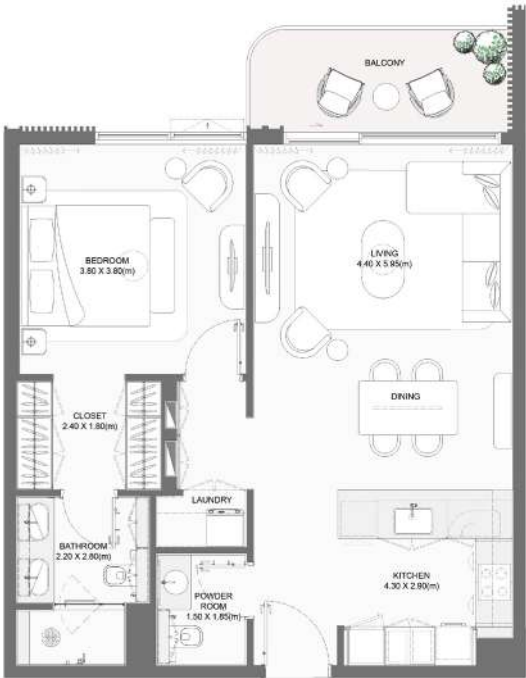 BALCONY
BEDROOM
3.80 X 3.80(m)
LIVING
4.40 X 5.95(m)
DINING
CLOSET
2.40 X 1.80(m)
LAUNDRY
BATHROOM
2.20 X 2.80(m)
KITCHEN
4.30 X 2.90(m)
POWDER
ROOM
1.50 X 1.85(m)